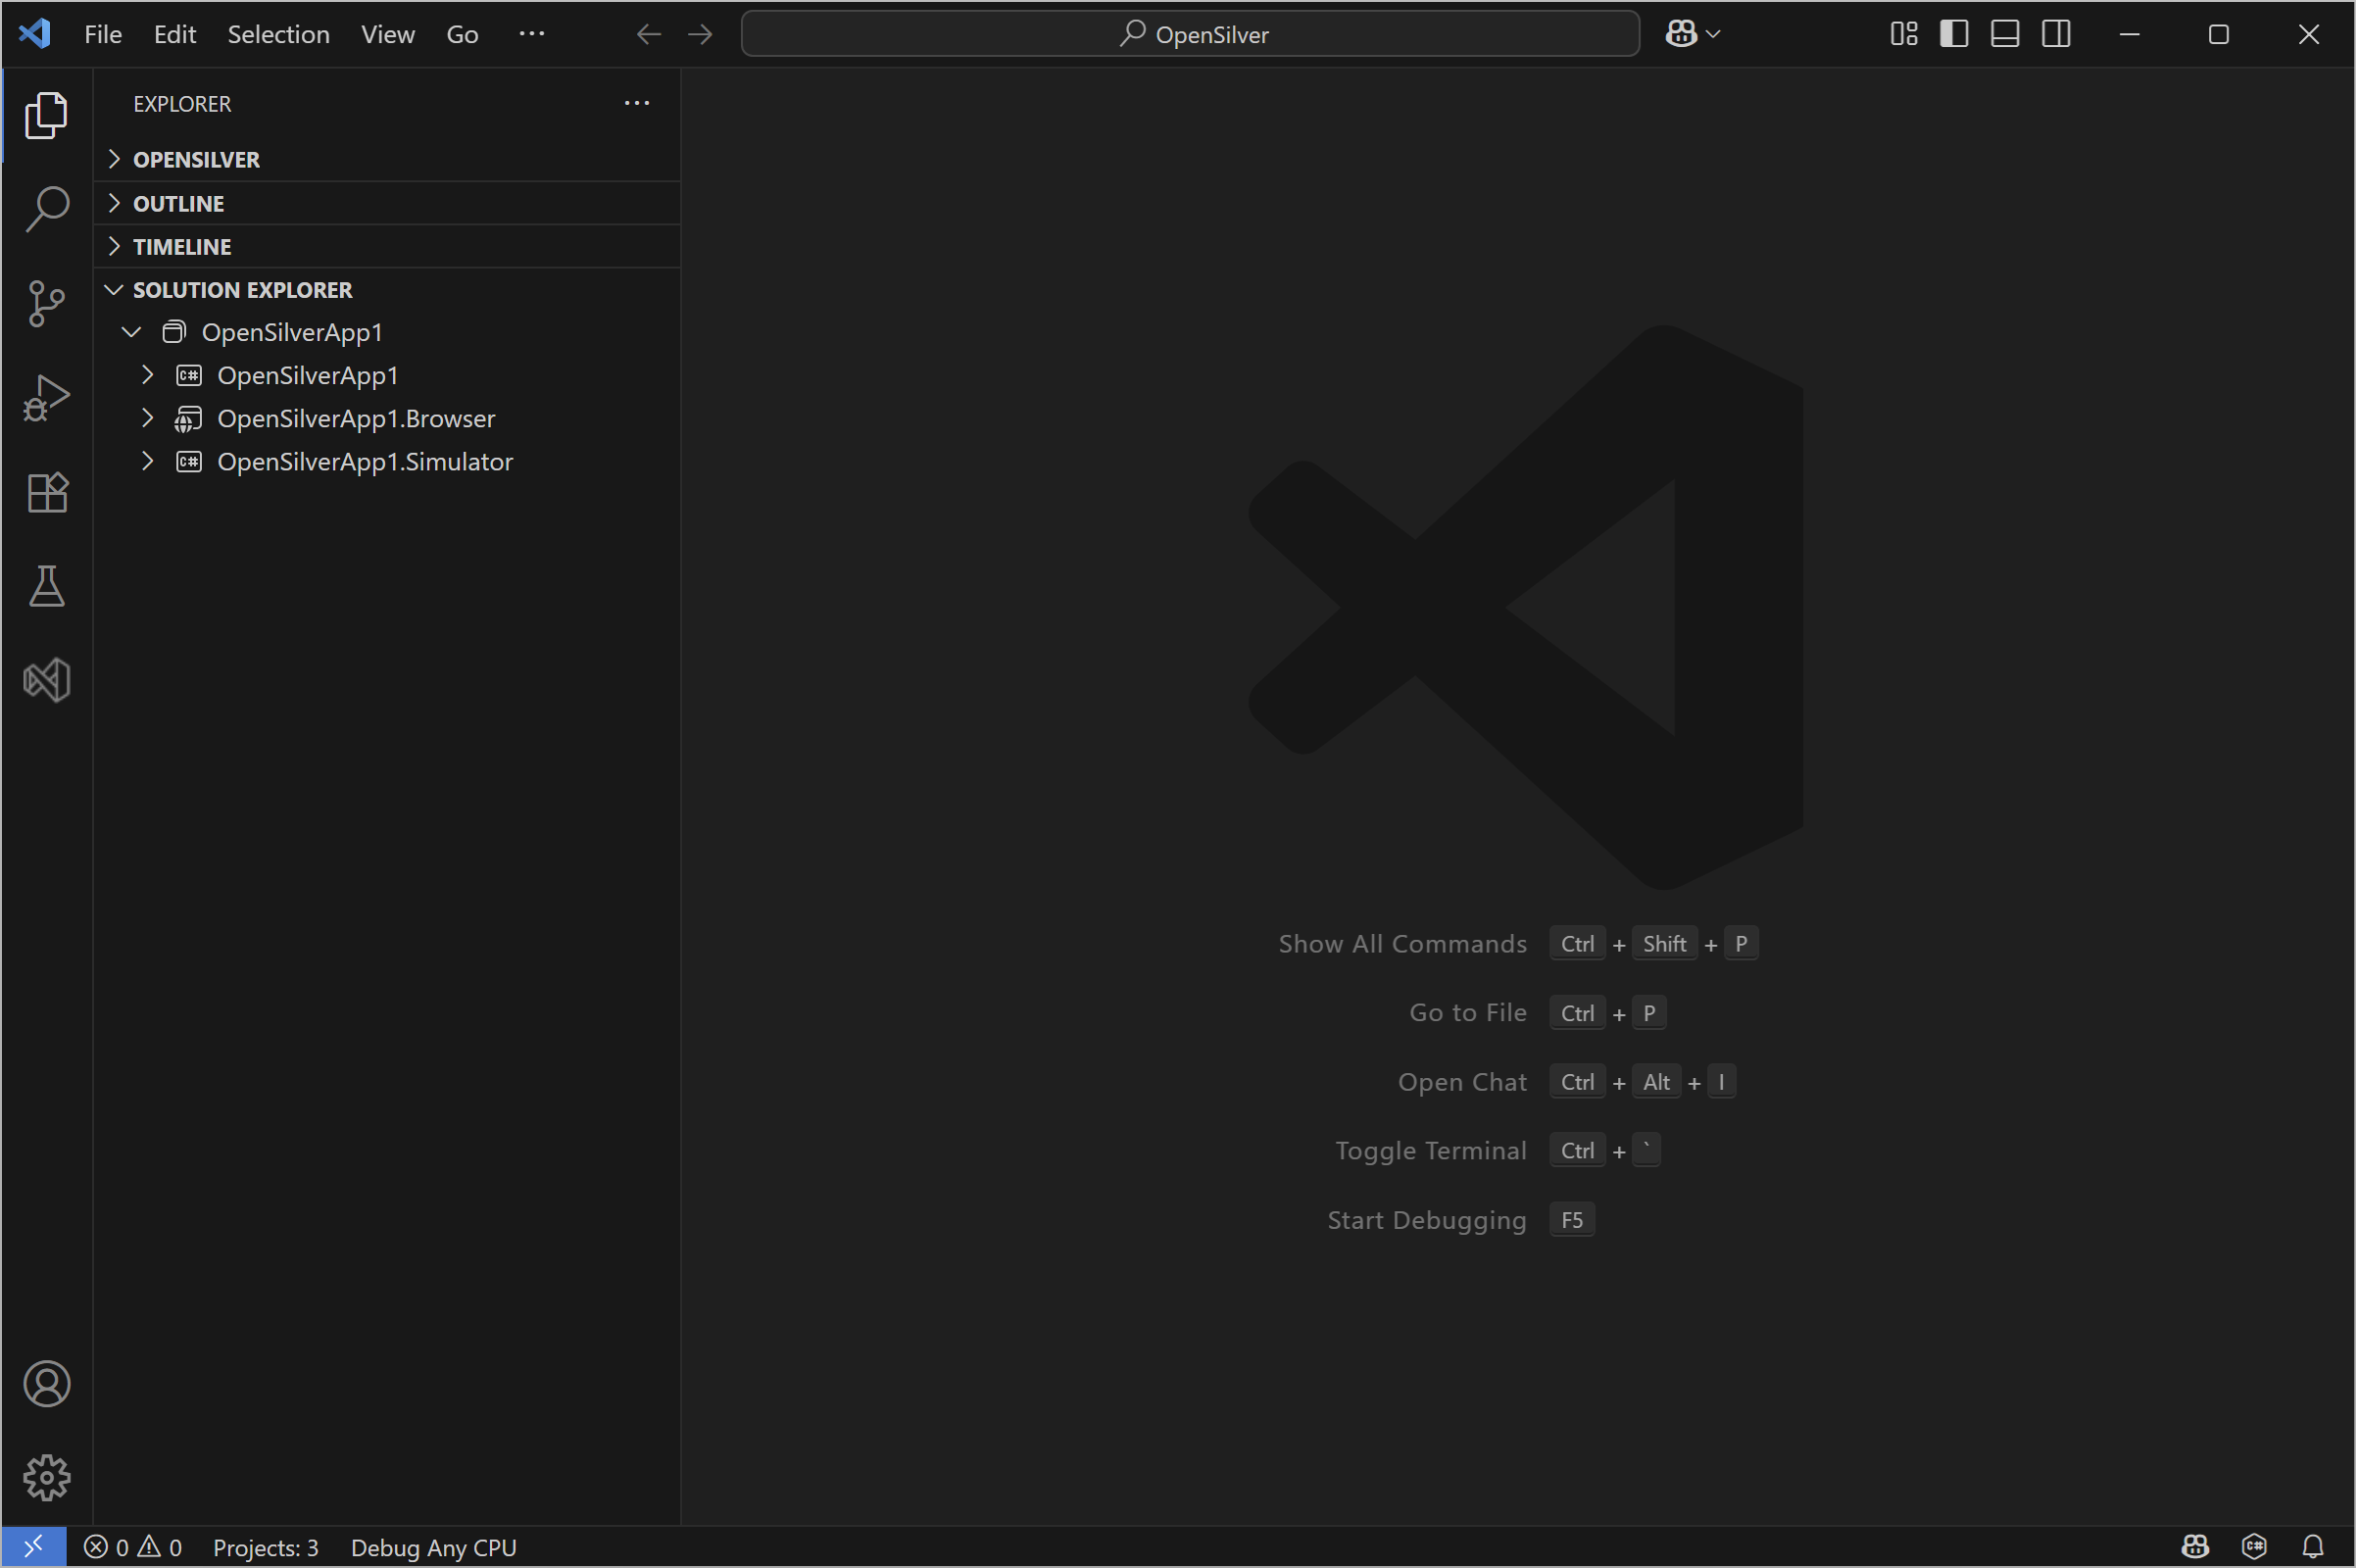 File Edit Selection View Go ··· OpenSilver
EXPLORER ···
OPENSILVER
OUTLINE
TIMELINE
SOLUTION EXPLORER
OpenSilverApp1
C# OpenSilverApp1
OpenSilverApp1.Browser
C# OpenSilverApp1.Simulator
Show All Commands Ctrl + Shift + P
Go to File Ctrl + P
Open Chat Ctrl + Alt + I
Toggle Terminal Ctrl + `
Start Debugging F5
0 0 Projects: 3 Debug Any CPU C#